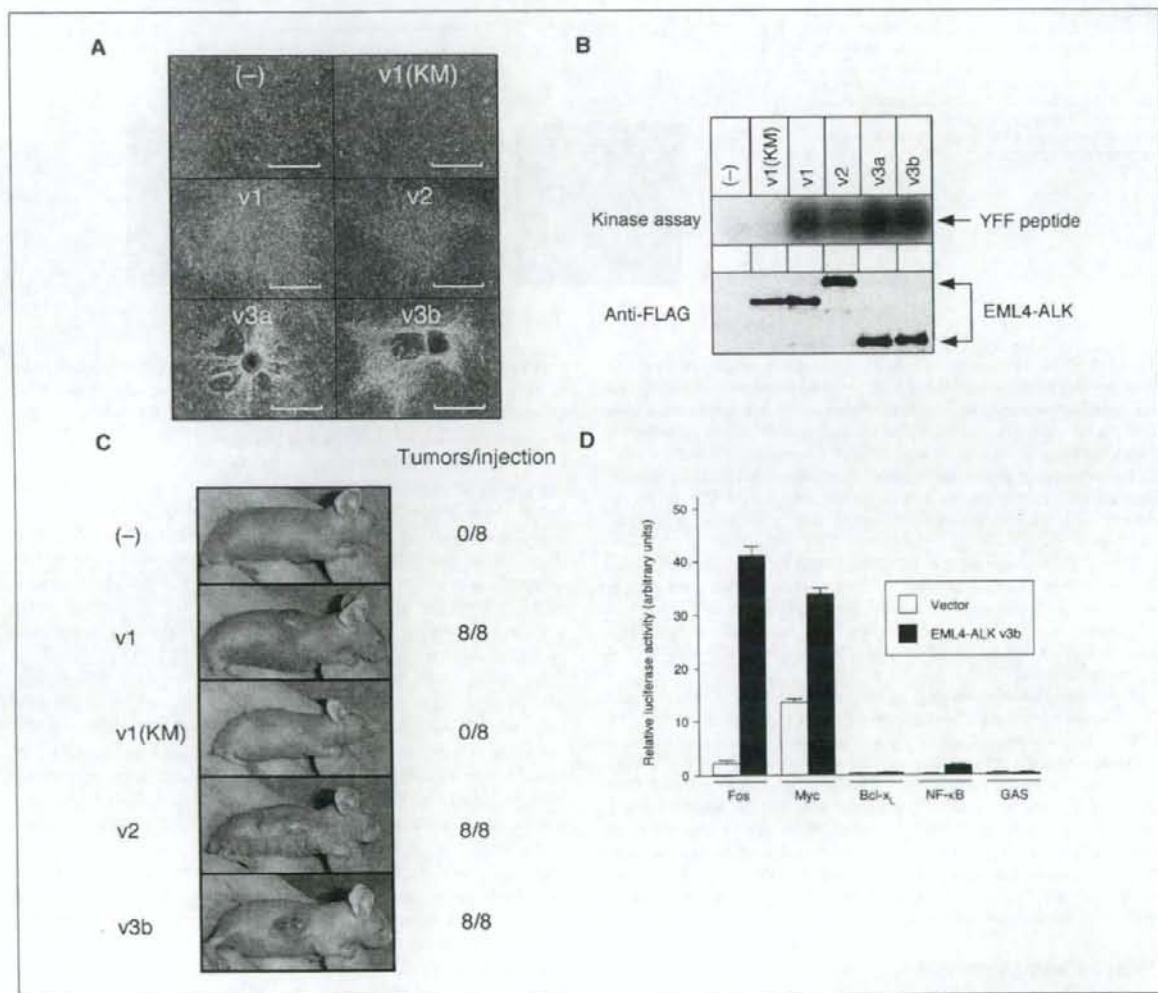 A
(–) v1(KM)
v1 v2
v3a v3b
B
(–) v1(KM) v1 v2 v3a v3b
Kinase assay YFF peptide
Anti-FLAG EML4-ALK
C
Tumors/injection
(–) 0/8
v1 8/8
v1(KM) 0/8
v2 8/8
v3b 8/8
D
Relative luciferase activity (arbitrary units)
50
40
30
20
10
0
Vector
EML4-ALK v3b
Fos Myc Bcl-xL NF-κB GAS